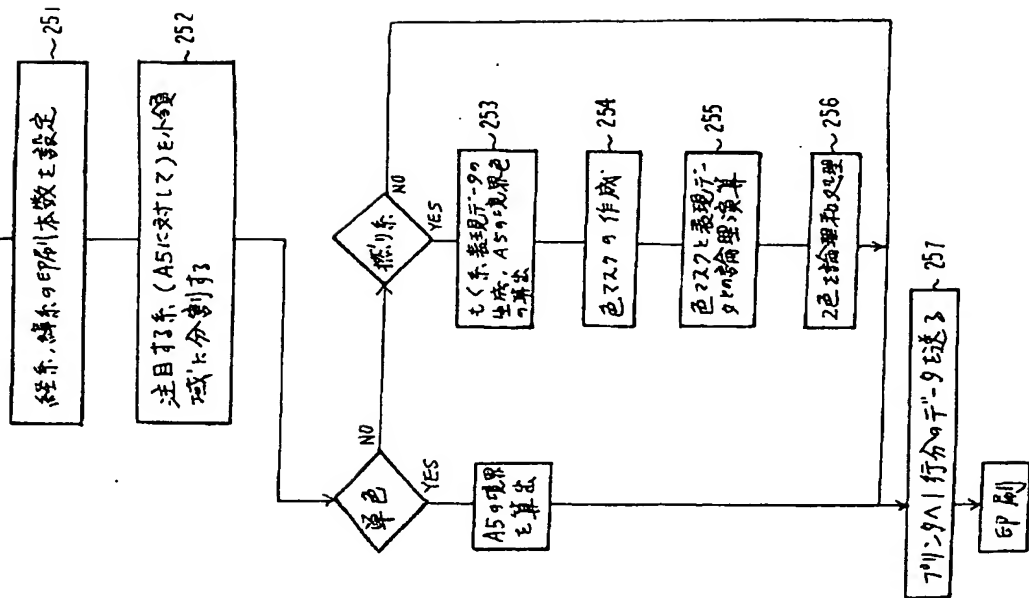 経糸,緯糸の印刷本数を設定
~251
注目する糸(A5に対して)を小領
域に分割する
~252
単色
NO
YES
撚り糸
NO
YES
A5の境界
を算出
もく糸表現データの
生成,A5の境界色
の算出
~253
色マスクの作成
~254
色マスクと表現デー
タとの論理演算
~255
2色を論理和処理
~256
プリンタへ1行分のデータを送る
~257
印刷